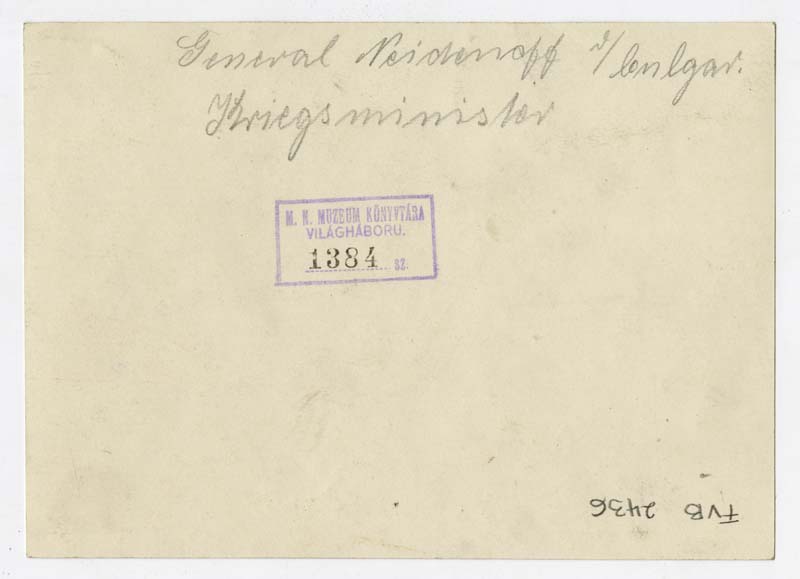 General Neidenoff d/ bulgar.
Kriegsminister
M. N. MUZEUM KÖNYVTÁRA
VILÁGHÁBORU.
1384 SZ.
FVB 2436